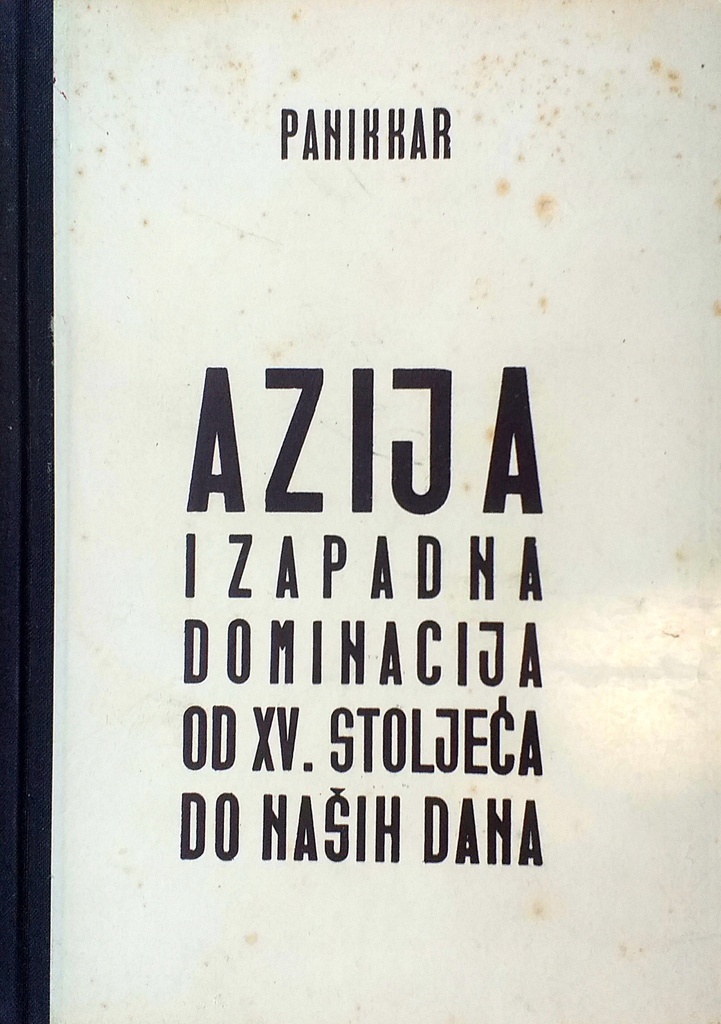 PANIKKAR
AZIJA
I ZAPADNA
DOMINACIJA
OD XV. STOLJEĆA
DO NAŠIH DANA